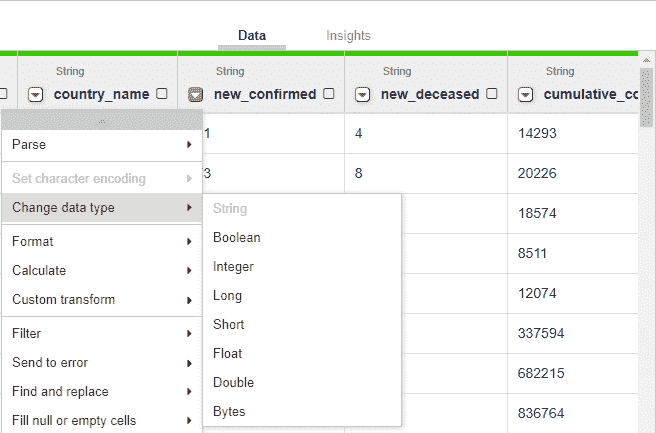 Data Insights
String String String String
country_name new_confirmed new_deceased cumulative_co
1 4 14293
Parse
3 8 20226
Set character encoding
Change data type String 18574
Boolean
Format 8511
Calculate Integer
Custom transform Long 12074
Short
Filter 337594
Send to error Float
Find and replace Double 682215
Fill null or empty cells Bytes 836764